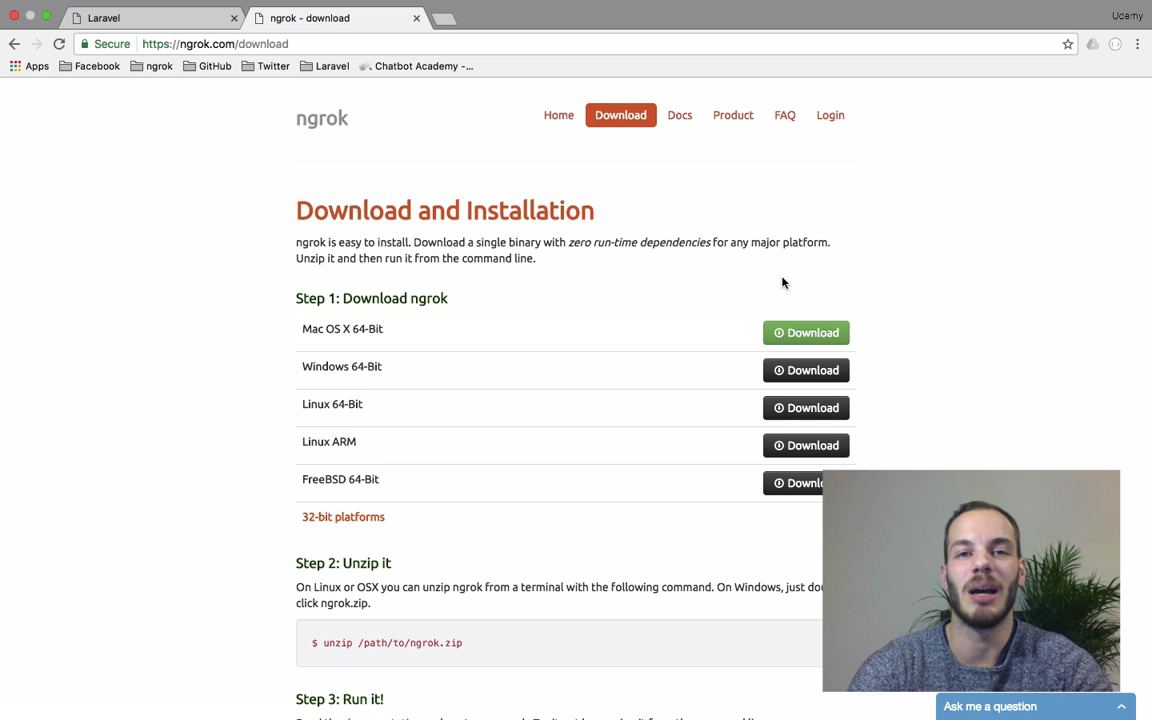 Laravel
ngrok - download
Udemy
Secure https://ngrok.com/download
Apps Facebook ngrok GitHub Twitter Laravel Chatbot Academy -...
ngrok
Home Download Docs Product FAQ Login
Download and Installation
ngrok is easy to install. Download a single binary with zero run-time dependencies for any major platform.
Unzip it and then run it from the command line.
Step 1: Download ngrok
Mac OS X 64-Bit Download
Windows 64-Bit Download
Linux 64-Bit Download
Linux ARM Download
FreeBSD 64-Bit
32-bit platforms
Step 2: Unzip it
On Linux or OSX you can unzip ngrok from a terminal with the following command. On Windows, just
click ngrok.zip.
$ unzip /path/to/ngrok.zip
Step 3: Run it!
Ask me a question